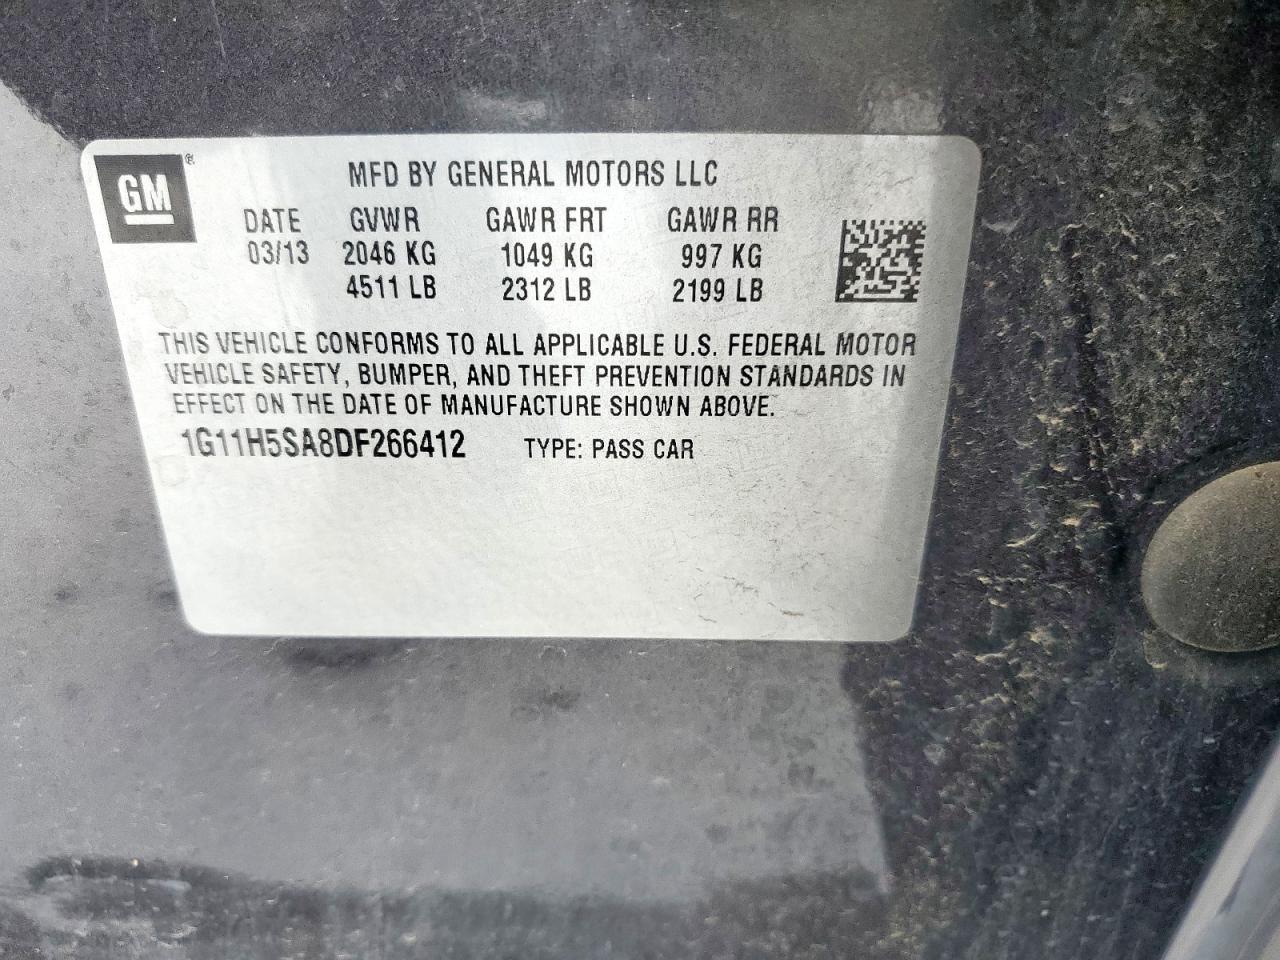 GM ®
MFD BY GENERAL MOTORS LLC
DATE GVWR GAWR FRT GAWR RR
03/13 2046 KG 1049 KG 997 KG
4511 LB 2312 LB 2199 LB
THIS VEHICLE CONFORMS TO ALL APPLICABLE U.S. FEDERAL MOTOR
VEHICLE SAFETY, BUMPER, AND THEFT PREVENTION STANDARDS IN
EFFECT ON THE DATE OF MANUFACTURE SHOWN ABOVE.
1G11H5SA8DF266412 TYPE: PASS CAR